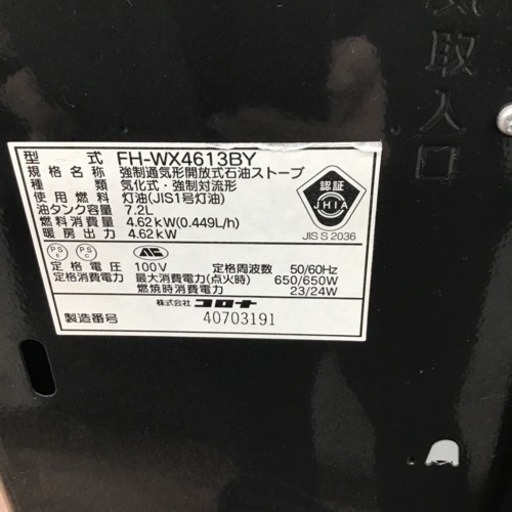 気取入口
型 式 FH-WX4613BY
規格名称 強制通気形開放式石油ストーブ
種類 気化式・強制対流形
使用燃料 灯油(JIS1号灯油)
油タンク容量 7.2L
燃料消費量 4.62kW(0.449L/h)
暖房出力 4.62kW
認証
JHIA
JIS S 2036
PS E
PS C
定格電圧 100V 定格周波数 50/60Hz
定格消費電力 最大消費電力(点火時) 650/650W
燃焼時消費電力 23/24W
株式会社 コロナ
製造番号 40703191